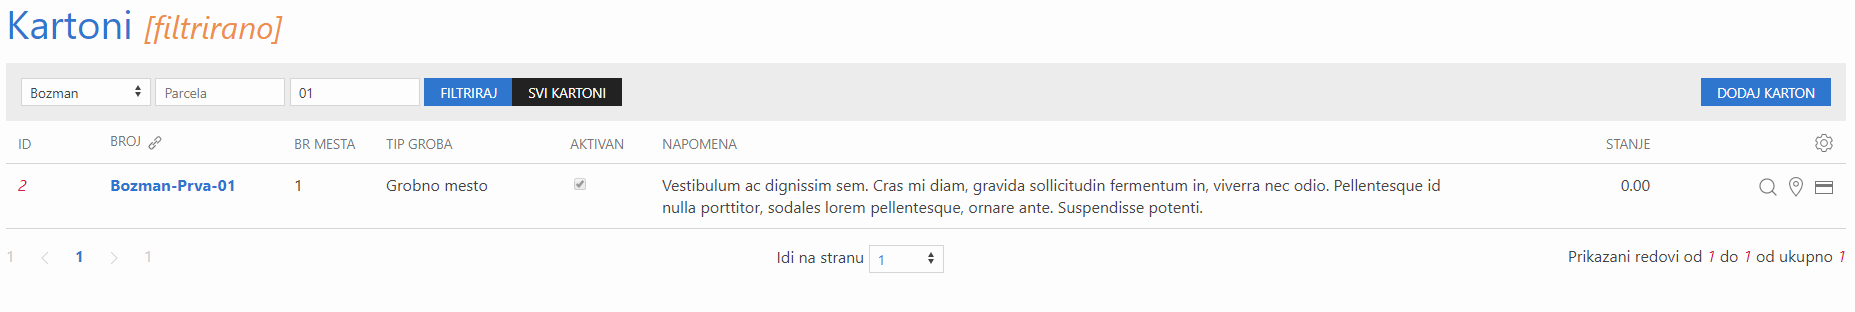 Kartoni [filtrirano]
Bozman Parcela 01 FILTRIRAJ SVI KARTONI DODAJ KARTON
ID BROJ BR MESTA TIP GROBA AKTIVAN NAPOMENA STANJE
2 Bozman-Prva-01 1 Grobno mesto Vestibulum ac dignissim sem. Cras mi diam, gravida sollicitudin fermentum in, viverra nec odio. Pellentesque id 0.00
nulla porttitor, sodales lorem pellentesque, ornare ante. Suspendisse potenti.
1 < 1 > 1 Idi na stranu 1 Prikazani redovi od 1 do 1 od ukupno 1